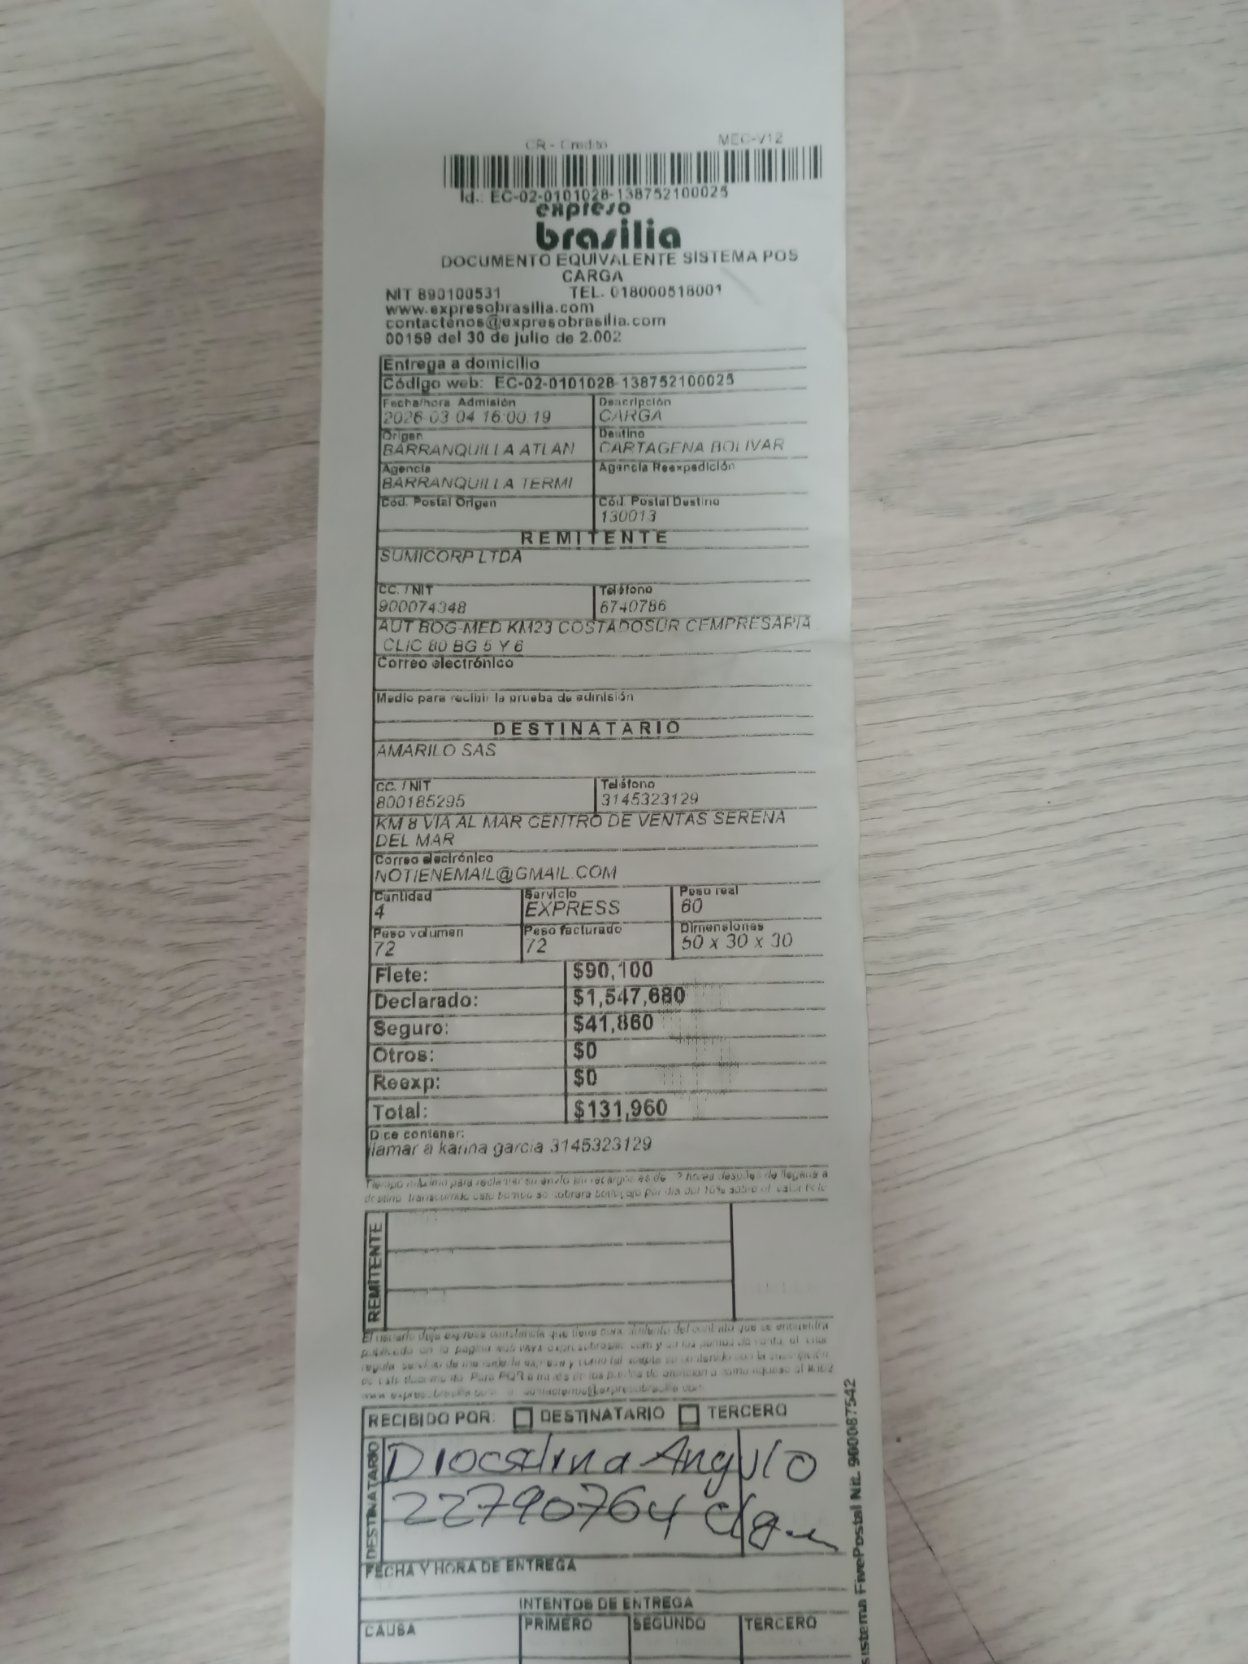 CR - Credito MEC-V12
Id.: EC-02-0101028-138752100025
expreso
brasilia
DOCUMENTO EQUIVALENTE SISTEMA POS
CARGA
NIT 890100531 TEL. 018000518001
www.expresobrasilia.com
contactenos@expresobrasilia.com
00159 del 30 de julio de 2.002
Entrega a domicilio
Código web: EC-02-0101028-138752100025
Fecha/hora Admisión Descripción
2026-03-04 16:00:19 CARGA
Origen Destino
BARRANQUILLA ATLAN CARTAGENA BOLIVAR
Agencia Agencia Reexpedición
BARRANQUILLA TERMI
Cód. Postal Origen Cód. Postal Destino
130013
REMITENTE
SUMICORP LTDA
CC. / NIT Teléfono
900074348 6740786
AUT BOG-MED KM23 COSTADOSUR CEMPRESARIA
CLIC 80 BG 5 Y 6
Correo electrónico
Medio para recibir la prueba de admisión
DESTINATARIO
AMARILO SAS
CC. / NIT Teléfono
800185295 3145323129
KM 8 VIA AL MAR CENTRO DE VENTAS SERENA
DEL MAR
Correo electrónico
NOTIENEMAIL@GMAIL.COM
Cantidad Servicio Peso real
4 EXPRESS 60
Peso volumen Peso facturado Dimensiones
72 72 50 x 30 x 30
Flete: $90,100
Declarado: $1,547,680
Seguro: $41,860
Otros: $0
Reexp: $0
Total: $131,960
Dice contener:
llamar a karina garcia 3145323129
REMITENTE
RECIBIDO POR: DESTINATARIO TERCERO
DESTINATARIO
Diocelina Angulo
22790764
FECHA Y HORA DE ENTREGA
INTENTOS DE ENTREGA
CAUSA PRIMERO SEGUNDO TERCERO
istema FivePostal Nit. 900087542